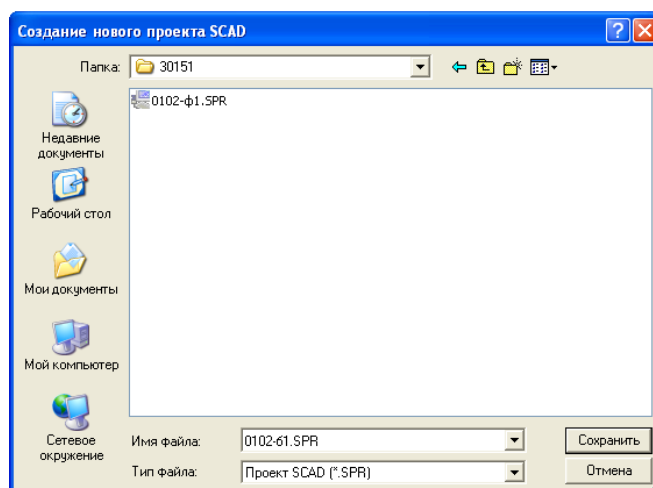 Создание нового проекта SCAD
Папка: 30151
0102-ф1.SPR
Недавние
документы
Рабочий стол
Мои документы
Мой компьютер
Сетевое
окружение
Имя файла: 0102-61.SPR
Сохранить
Тип файла: Проект SCAD (*.SPR)
Отмена